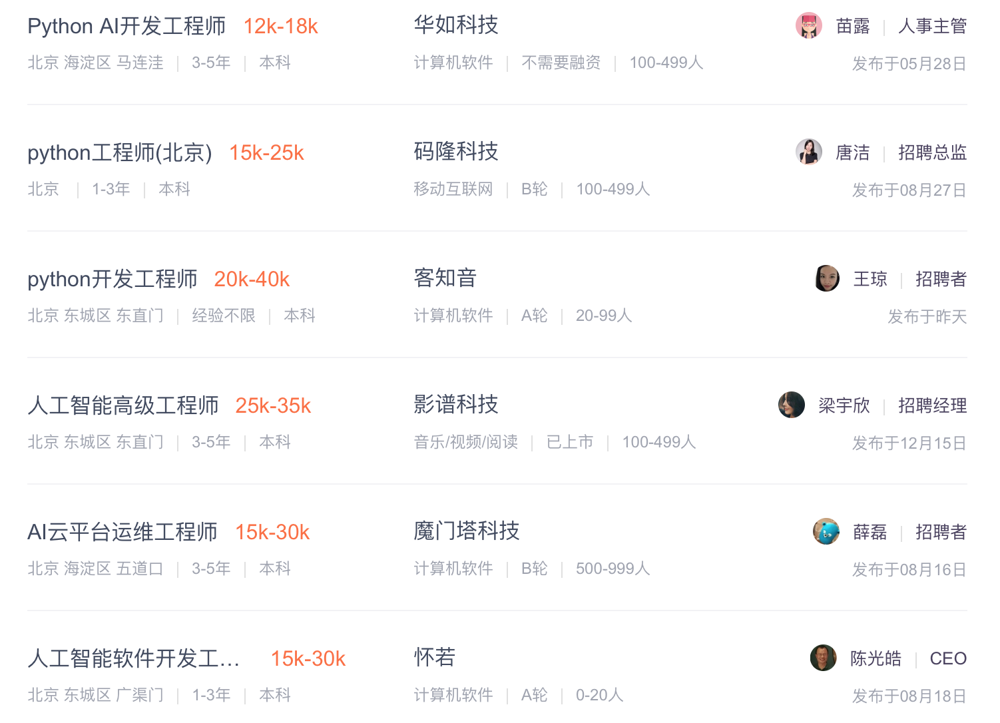 Python AI开发工程师 12k-18k 华如科技 苗露 | 人事主管
北京 海淀区 马连洼 | 3-5年 | 本科 计算机软件 | 不需要融资 | 100-499人 发布于05月28日
python工程师(北京) 15k-25k 码隆科技 唐洁 | 招聘总监
北京 | 1-3年 | 本科 移动互联网 | B轮 | 100-499人 发布于08月27日
python开发工程师 20k-40k 客知音 王琼 | 招聘者
北京 东城区 东直门 | 经验不限 | 本科 计算机软件 | A轮 | 20-99人 发布于昨天
人工智能高级工程师 25k-35k 影谱科技 梁宇欣 | 招聘经理
北京 东城区 东直门 | 3-5年 | 本科 音乐/视频/阅读 | 已上市 | 100-499人 发布于12月15日
AI云平台运维工程师 15k-30k 魔门塔科技 薛磊 | 招聘者
北京 海淀区 五道口 | 3-5年 | 本科 计算机软件 | B轮 | 500-999人 发布于08月16日
人工智能软件开发工... 15k-30k 怀若 陈光皓 | CEO
北京 东城区 广渠门 | 1-3年 | 本科 计算机软件 | A轮 | 0-20人 发布于08月18日